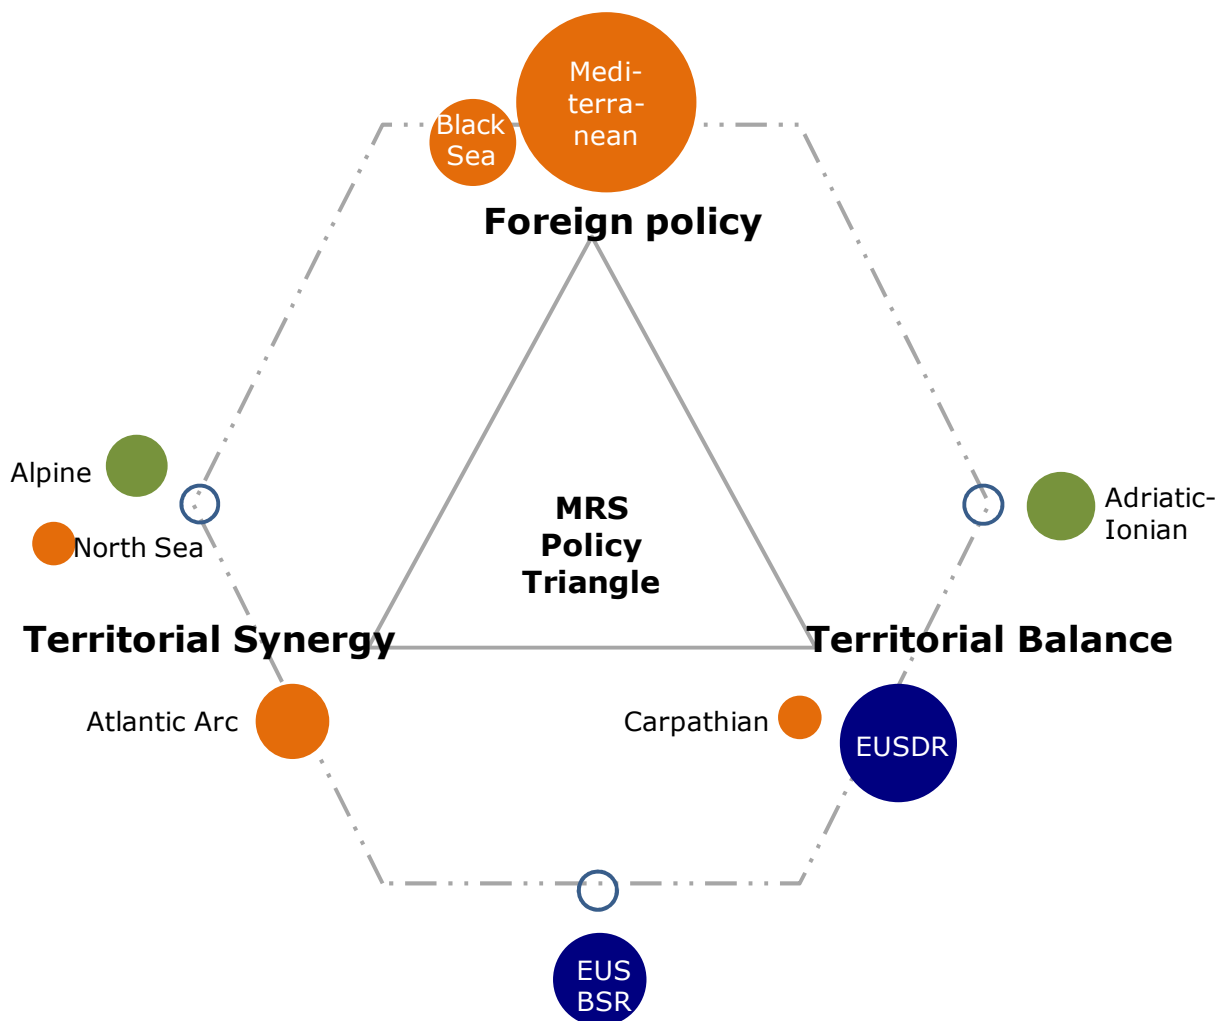 Medi-
terra-
nean
Black
Sea
Foreign policy
Alpine
North Sea
MRS
Policy
Triangle
Adriatic-
Ionian
Territorial Synergy
Territorial Balance
Atlantic Arc
Carpathian
EUSDR
EUS
BSR